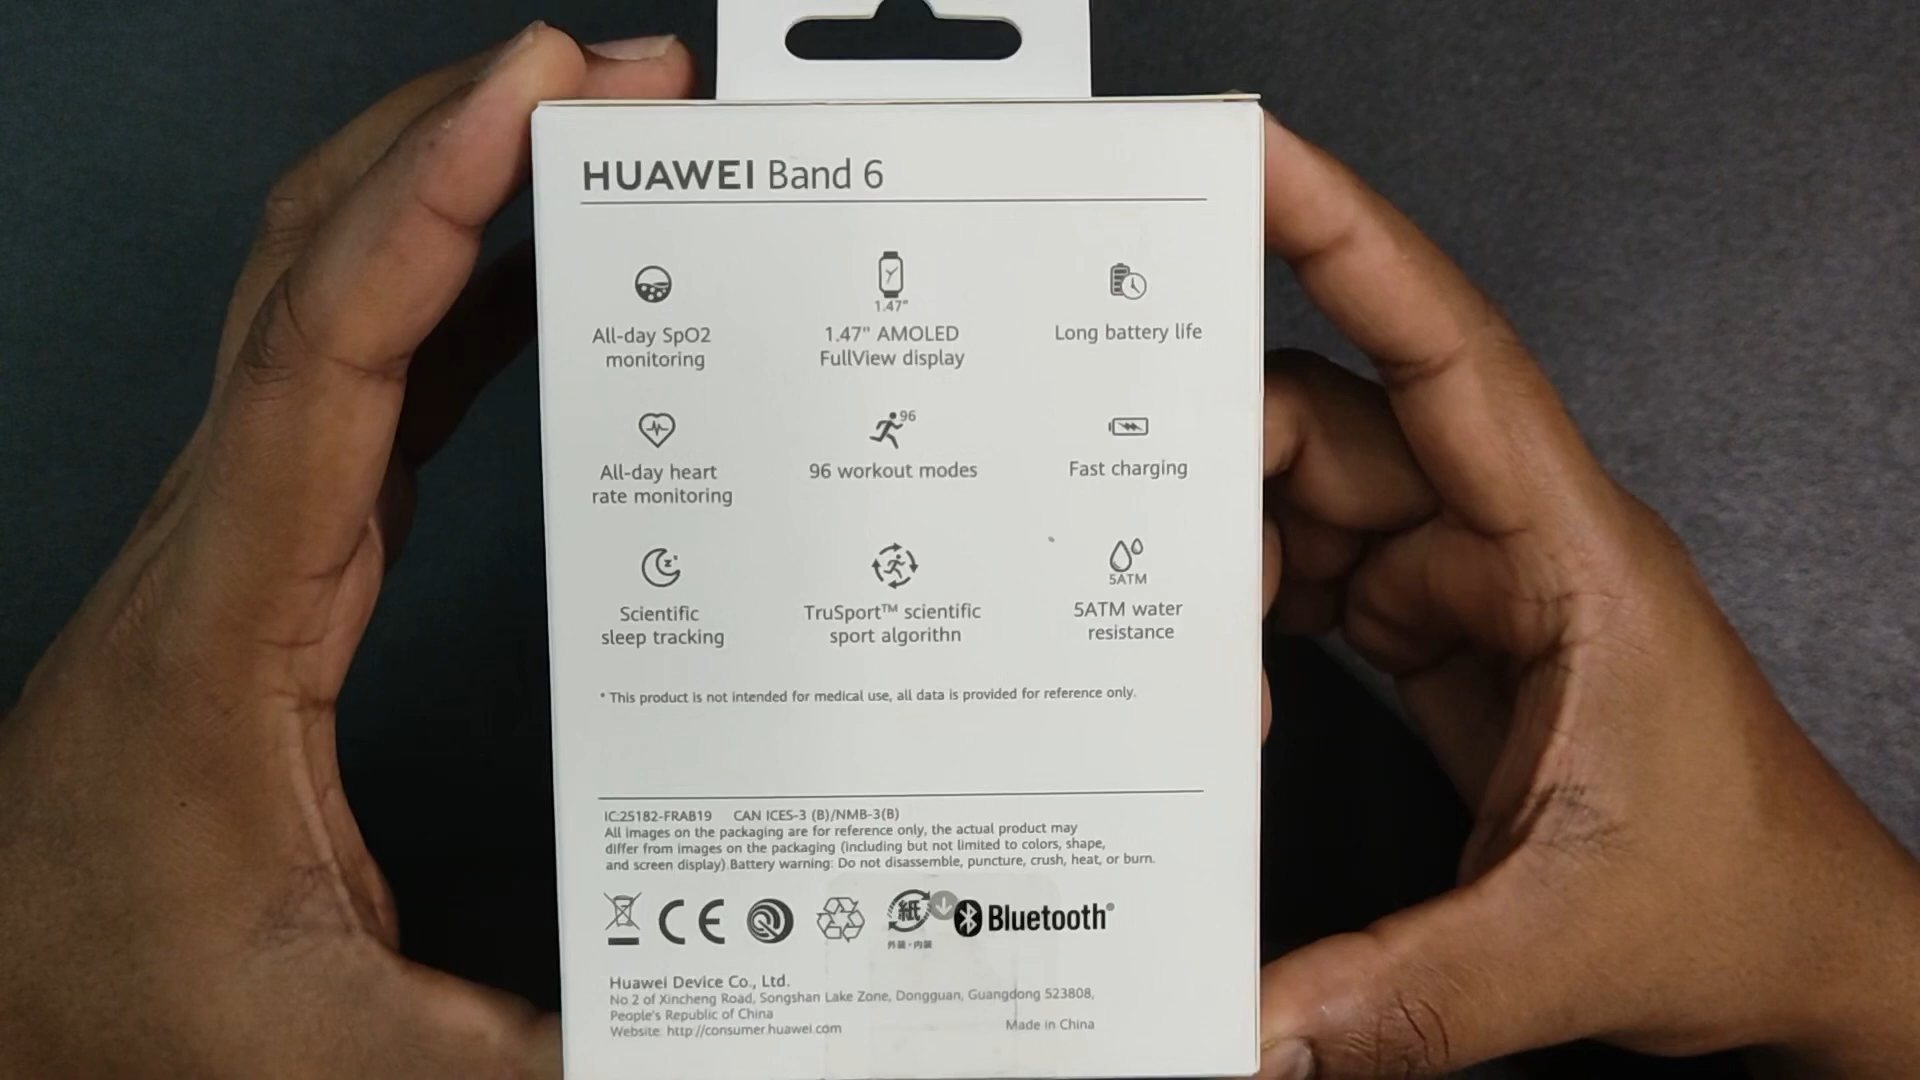 HUAWEI Band 6
All-day SpO2
monitoring
1.47"
1.47" AMOLED
FullView display
Long battery life
All-day heart
rate monitoring
96
96 workout modes
Fast charging
z
Scientific
sleep tracking
TruSport™ scientific
sport algorithn
5ATM
5ATM water
resistance
* This product is not intended for medical use, all data is provided for reference only.
IC:25182-FRAB19 CAN ICES-3 (B)/NMB-3(B)
All images on the packaging are for reference only, the actual product may
differ from images on the packaging (including but not limited to colors, shape,
and screen display).Battery warning: Do not disassemble, puncture, crush, heat, or burn.
CE
紙
外装・内装
Bluetooth®
Huawei Device Co., Ltd.
No 2 of Xincheng Road, Songshan Lake Zone, Dongguan, Guangdong 523808,
People's Republic of China
Website: http://consumer.huawei.com
Made in China